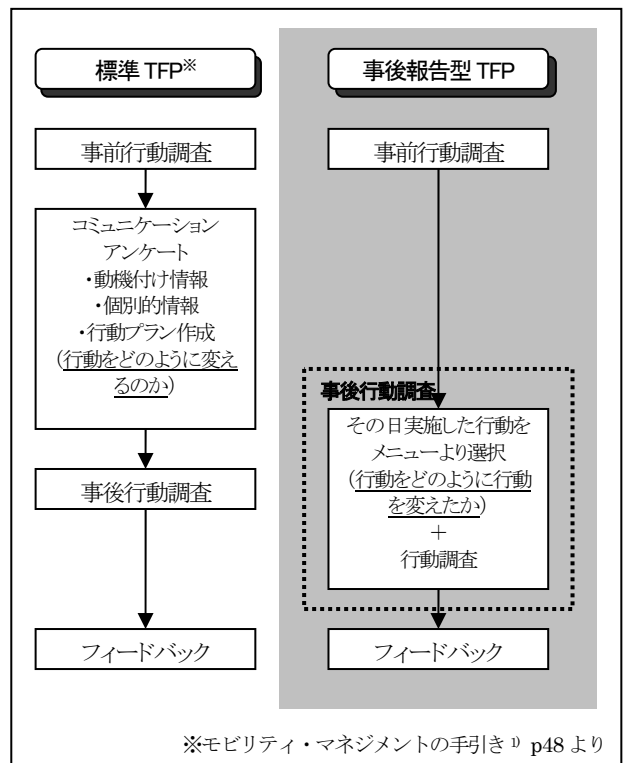 標準 TFP※
事前行動調査
コミュニケーション
アンケート
・動機付け情報
・個別的情報
・行動プラン作成
(行動をどのように変え
るのか)
事後行動調査
フィードバック
事後報告型 TFP
事前行動調査
事後行動調査
その日実施した行動を
メニューより選択
(行動をどのように行動
を変えたか)
＋
行動調査
フィードバック
※モビリティ・マネジメントの手引き 1) p48 より